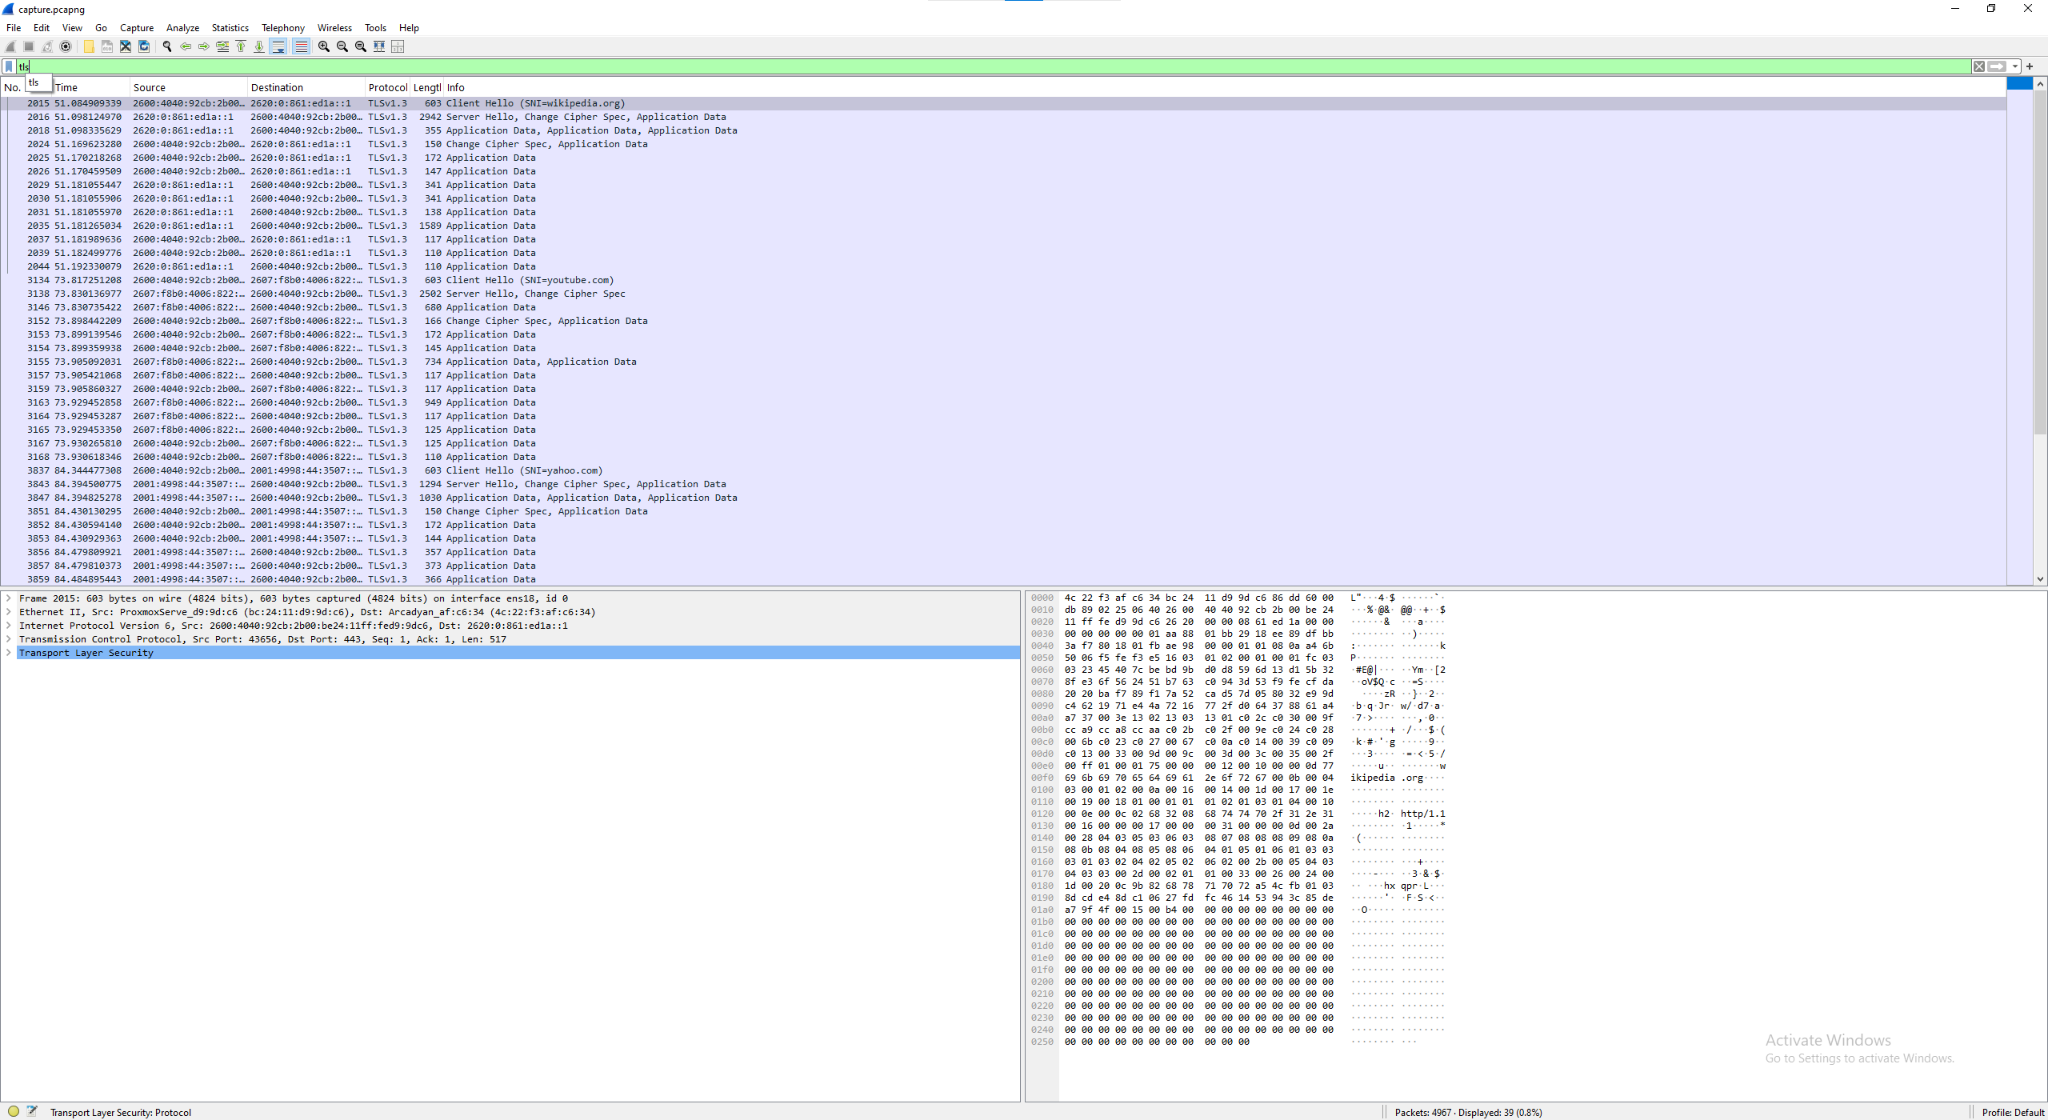 capture.pcapng
File Edit View Go Capture Analyze Statistics Telephony Wireless Tools Help
tls
tls
No. Time Source Destination Protocol Lengtl Info
2015 51.084909339 2600:4040:92cb:2b00… 2620:0:861:ed1a::1 TLSv1.3 603 Client Hello (SNI=wikipedia.org)
2016 51.098124970 2620:0:861:ed1a::1 2600:4040:92cb:2b00… TLSv1.3 2942 Server Hello, Change Cipher Spec, Application Data
2018 51.098335629 2620:0:861:ed1a::1 2600:4040:92cb:2b00… TLSv1.3 355 Application Data, Application Data, Application Data
2024 51.169623280 2600:4040:92cb:2b00… 2620:0:861:ed1a::1 TLSv1.3 150 Change Cipher Spec, Application Data
2025 51.170218268 2600:4040:92cb:2b00… 2620:0:861:ed1a::1 TLSv1.3 172 Application Data
2026 51.170459509 2600:4040:92cb:2b00… 2620:0:861:ed1a::1 TLSv1.3 147 Application Data
2029 51.181055447 2620:0:861:ed1a::1 2600:4040:92cb:2b00… TLSv1.3 341 Application Data
2030 51.181055906 2620:0:861:ed1a::1 2600:4040:92cb:2b00… TLSv1.3 341 Application Data
2031 51.181055970 2620:0:861:ed1a::1 2600:4040:92cb:2b00… TLSv1.3 138 Application Data
2035 51.181265034 2620:0:861:ed1a::1 2600:4040:92cb:2b00… TLSv1.3 1589 Application Data
2037 51.181989636 2600:4040:92cb:2b00… 2620:0:861:ed1a::1 TLSv1.3 117 Application Data
2039 51.182499776 2600:4040:92cb:2b00… 2620:0:861:ed1a::1 TLSv1.3 110 Application Data
2044 51.192330079 2620:0:861:ed1a::1 2600:4040:92cb:2b00… TLSv1.3 110 Application Data
3134 73.817251208 2600:4040:92cb:2b00… 2607:f8b0:4006:822:… TLSv1.3 603 Client Hello (SNI=youtube.com)
3138 73.830136977 2607:f8b0:4006:822:… 2600:4040:92cb:2b00… TLSv1.3 2502 Server Hello, Change Cipher Spec
3146 73.830735422 2607:f8b0:4006:822:… 2600:4040:92cb:2b00… TLSv1.3 680 Application Data
3152 73.898442209 2600:4040:92cb:2b00… 2607:f8b0:4006:822:… TLSv1.3 166 Change Cipher Spec, Application Data
3153 73.899139546 2600:4040:92cb:2b00… 2607:f8b0:4006:822:… TLSv1.3 172 Application Data
3154 73.899359938 2600:4040:92cb:2b00… 2607:f8b0:4006:822:… TLSv1.3 145 Application Data
3155 73.905092031 2607:f8b0:4006:822:… 2600:4040:92cb:2b00… TLSv1.3 734 Application Data, Application Data
3157 73.905421068 2607:f8b0:4006:822:… 2600:4040:92cb:2b00… TLSv1.3 117 Application Data
3159 73.905860327 2600:4040:92cb:2b00… 2607:f8b0:4006:822:… TLSv1.3 117 Application Data
3163 73.929452858 2607:f8b0:4006:822:… 2600:4040:92cb:2b00… TLSv1.3 949 Application Data
3164 73.929453287 2607:f8b0:4006:822:… 2600:4040:92cb:2b00… TLSv1.3 117 Application Data
3165 73.929453350 2607:f8b0:4006:822:… 2600:4040:92cb:2b00… TLSv1.3 125 Application Data
3167 73.930265810 2600:4040:92cb:2b00… 2607:f8b0:4006:822:… TLSv1.3 125 Application Data
3168 73.930618346 2600:4040:92cb:2b00… 2607:f8b0:4006:822:… TLSv1.3 110 Application Data
3837 84.344477308 2600:4040:92cb:2b00… 2001:4998:44:3507::… TLSv1.3 603 Client Hello (SNI=yahoo.com)
3843 84.394500775 2001:4998:44:3507::… 2600:4040:92cb:2b00… TLSv1.3 1294 Server Hello, Change Cipher Spec, Application Data
3847 84.394825278 2001:4998:44:3507::… 2600:4040:92cb:2b00… TLSv1.3 1030 Application Data, Application Data, Application Data
3851 84.430130295 2600:4040:92cb:2b00… 2001:4998:44:3507::… TLSv1.3 150 Change Cipher Spec, Application Data
3852 84.430594140 2600:4040:92cb:2b00… 2001:4998:44:3507::… TLSv1.3 172 Application Data
3853 84.430929363 2600:4040:92cb:2b00… 2001:4998:44:3507::… TLSv1.3 144 Application Data
3856 84.479809921 2001:4998:44:3507::… 2600:4040:92cb:2b00… TLSv1.3 357 Application Data
3857 84.479810373 2001:4998:44:3507::… 2600:4040:92cb:2b00… TLSv1.3 373 Application Data
3859 84.484895443 2001:4998:44:3507::… 2600:4040:92cb:2b00… TLSv1.3 366 Application Data
Frame 2015: 603 bytes on wire (4824 bits), 603 bytes captured (4824 bits) on interface ens18, id 0
Ethernet II, Src: ProxmoxServe_d9:9d:c6 (bc:24:11:d9:9d:c6), Dst: Arcadyan_af:c6:34 (4c:22:f3:af:c6:34)
Internet Protocol Version 6, Src: 2600:4040:92cb:2b00:be24:11ff:fed9:9dc6, Dst: 2620:0:861:ed1a::1
Transmission Control Protocol, Src Port: 43656, Dst Port: 443, Seq: 1, Ack: 1, Len: 517
Transport Layer Security
0000 4c 22 f3 af c6 34 bc 24 11 d9 9d c6 86 dd 60 00 L"···4·$ ······`·
0010 db 89 02 25 06 40 26 00 40 40 92 cb 2b 00 be 24 ···%·@&· @@··+··$
0020 11 ff fe d9 9d c6 26 20 00 00 08 61 ed 1a 00 00 ······& ···a····
0030 00 00 00 00 00 01 aa 88 01 bb 29 18 ee 89 df bb ········ ··)·····
0040 3a f7 80 18 01 fb ae 98 00 00 01 01 08 0a a4 6b :······· ·······k
0050 50 06 f5 fe f3 e5 16 03 01 02 00 01 00 01 fc 03 P······· ········
0060 03 23 45 40 7c be bd 9b d0 d8 59 6d 13 d1 5b 32 ·#E@|··· ··Ym··[2
0070 8f e3 6f 56 24 51 b7 63 c0 94 3d 53 f9 fe cf da ··oV$Q·c ··=S····
0080 20 20 ba f7 89 f1 7a 52 ca d5 7d 05 80 32 e9 9d ····zR ··}··2··
0090 c4 62 19 71 e4 4a 72 16 77 2f d0 64 37 88 61 a4 ·b·q·Jr· w/·d7·a·
00a0 a7 37 00 3e 13 02 13 03 13 01 c0 2c c0 30 00 9f ·7·>···· ···,·0··
00b0 cc a9 cc a8 cc aa c0 2b c0 2f 00 9e c0 24 c0 28 ·······+ ·/···$·(
00c0 00 6b c0 23 c0 27 00 67 c0 0a c0 14 00 39 c0 09 ·k·#·'·g ·····9··
00d0 c0 13 00 33 00 9d 00 9c 00 3d 00 3c 00 35 00 2f ···3···· ·=·<·5·/
00e0 00 ff 01 00 01 75 00 00 00 12 00 10 00 00 0d 77 ·····u·· ·······w
00f0 69 6b 69 70 65 64 69 61 2e 6f 72 67 00 0b 00 04 ikipedia .org····
0100 03 00 01 02 00 0a 00 16 00 14 00 1d 00 17 00 1e ········ ········
0110 00 19 00 18 01 00 01 01 01 02 01 03 01 04 00 10 ········ ········
0120 00 0e 00 0c 02 68 32 08 68 74 74 70 2f 31 2e 31 ·····h2· http/1.1
0130 00 16 00 00 00 17 00 00 00 31 00 00 00 0d 00 2a ········ ·1·····*
0140 00 28 04 03 05 03 06 03 08 07 08 08 08 09 08 0a ·(······ ········
0150 08 0b 08 04 08 05 08 06 04 01 05 01 06 01 03 03 ········ ········
0160 03 01 03 02 04 02 05 02 06 02 00 2b 00 05 04 03 ········ ···+····
0170 04 03 03 00 2d 00 02 01 01 00 33 00 26 00 24 00 ····-··· ··3·&·$·
0180 1d 00 20 0c 9b 82 68 78 71 70 72 a5 4c fb 01 03 ·· ···hx qpr·L···
0190 8d cd e4 8d c1 06 27 fd fc 46 14 53 94 3c 85 de ······'· ·F·S·<··
01a0 a7 9f 4f 00 15 00 b4 00 00 00 00 00 00 00 00 00 ··O····· ········
01b0 00 00 00 00 00 00 00 00 00 00 00 00 00 00 00 00 ········ ········
01c0 00 00 00 00 00 00 00 00 00 00 00 00 00 00 00 00 ········ ········
01d0 00 00 00 00 00 00 00 00 00 00 00 00 00 00 00 00 ········ ········
01e0 00 00 00 00 00 00 00 00 00 00 00 00 00 00 00 00 ········ ········
01f0 00 00 00 00 00 00 00 00 00 00 00 00 00 00 00 00 ········ ········
0200 00 00 00 00 00 00 00 00 00 00 00 00 00 00 00 00 ········ ········
0210 00 00 00 00 00 00 00 00 00 00 00 00 00 00 00 00 ········ ········
0220 00 00 00 00 00 00 00 00 00 00 00 00 00 00 00 00 ········ ········
0230 00 00 00 00 00 00 00 00 00 00 00 00 00 00 00 00 ········ ········
0240 00 00 00 00 00 00 00 00 00 00 00 00 00 00 00 00 ········ ········
0250 00 00 00 00 00 00 00 00 00 00 00 ········ ···
Activate Windows
Go to Settings to activate Windows.
Transport Layer Security: Protocol Packets: 4967 · Displayed: 39 (0.8%) Profile: Default